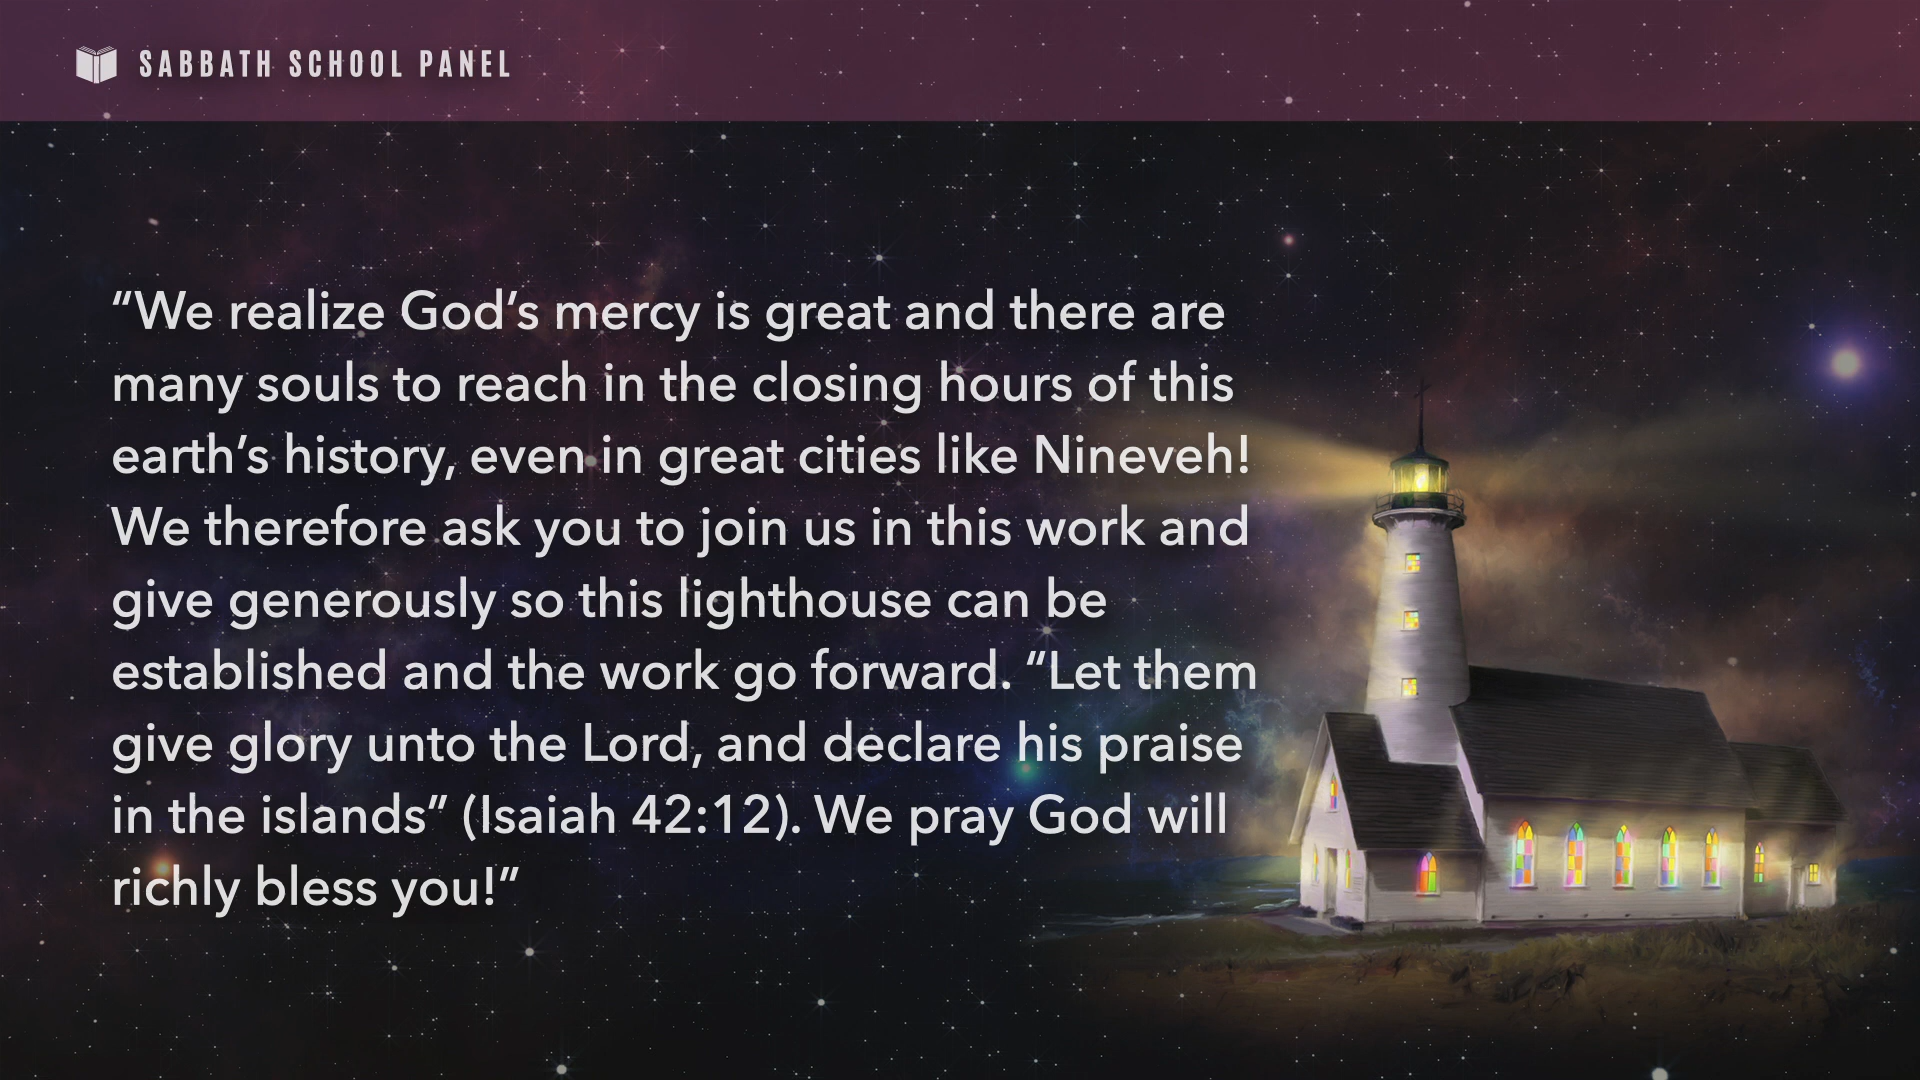 SABBATH SCHOOL PANEL
“We realize God’s mercy is great and there are
many souls to reach in the closing hours of this
earth’s history, even in great cities like Nineveh!
We therefore ask you to join us in this work and
give generously so this lighthouse can be
established and the work go forward. “Let them
give glory unto the Lord, and declare his praise
in the islands” (Isaiah 42:12). We pray God will
richly bless you!”